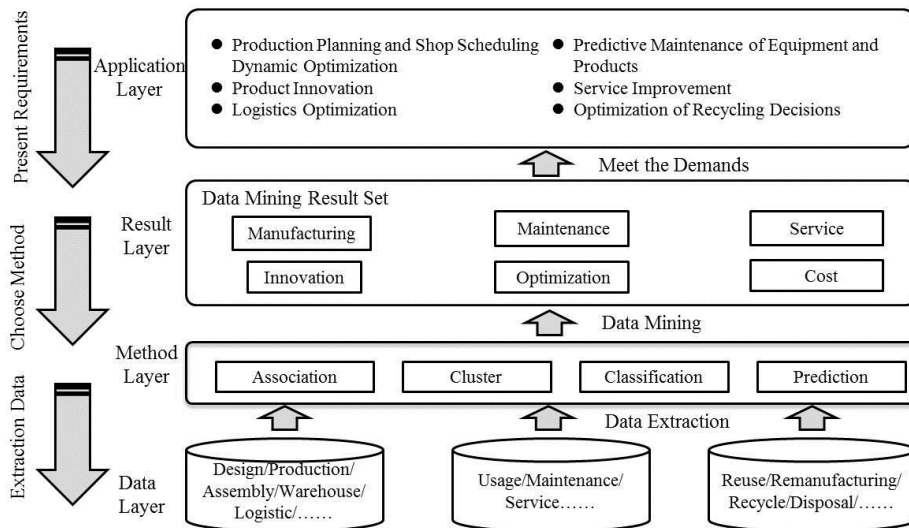 Present Requirements
Application
Layer
● Production Planning and Shop Scheduling
Dynamic Optimization
● Product Innovation
● Logistics Optimization
● Predictive Maintenance of Equipment and
Products
● Service Improvement
● Optimization of Recycling Decisions
Meet the Demands
Choose Method
Result
Layer
Data Mining Result Set
Manufacturing
Maintenance
Service
Innovation
Optimization
Cost
Data Mining
Extraction Data
Method
Layer
Association
Cluster
Classification
Prediction
Data Extraction
Data
Layer
Design/Production/
Assembly/Warehouse/
Logistic/……
Usage/Maintenance/
Service……
Reuse/Remanufacturing/
Recycle/Disposal/……